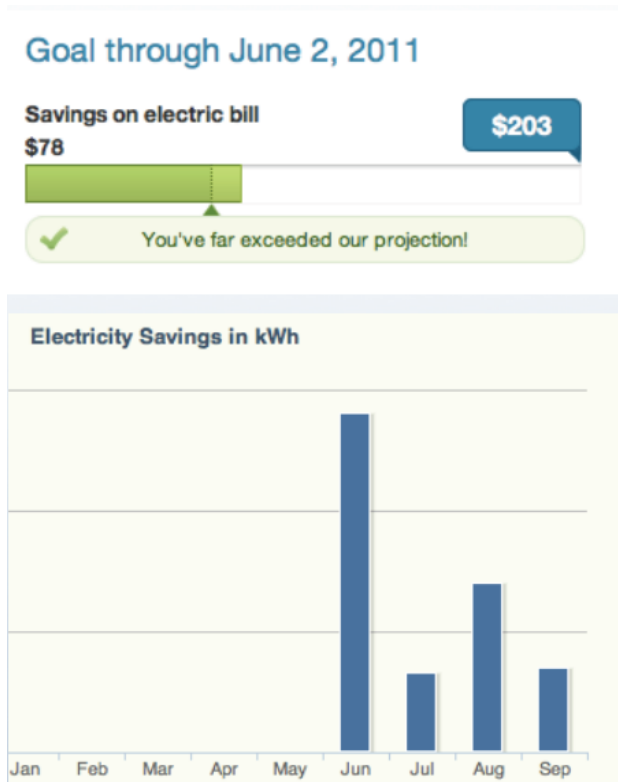 Goal through June 2, 2011
Savings on electric bill
$78
$203
You've far exceeded our projection!
Electricity Savings in kWh
Jan Feb Mar Apr May Jun Jul Aug Sep